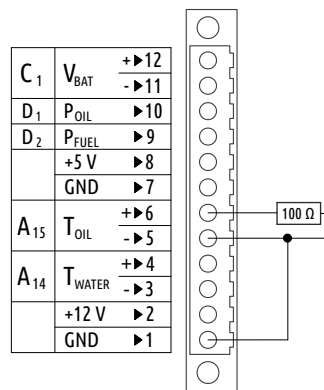 C1 VBAT +▶12
-▶11
D1 POIL ▶10
D2 PFUEL ▶9
+5 V ▶8
GND ▶7
A15 TOIL +▶6
-▶5
A14 TWATER +▶4
-▶3
+12 V ▶2
GND ▶1
100 Ω